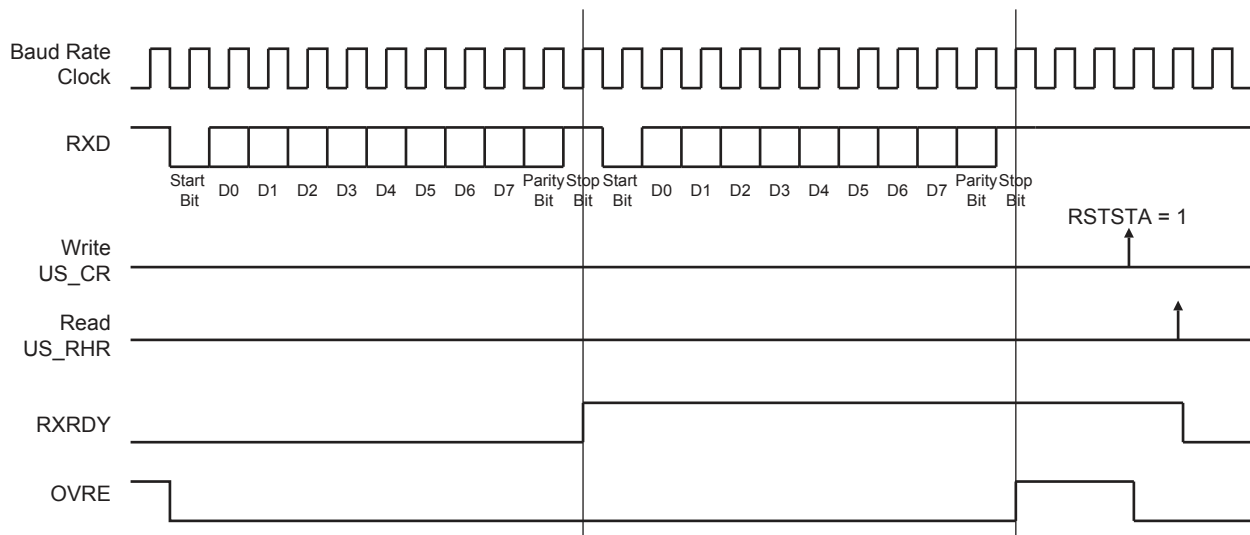 Baud Rate
Clock
RXD
Start
Bit
D0 D1 D2 D3 D4 D5 D6 D7
Parity
Bit
Stop
Bit
Start
Bit
D0 D1 D2 D3 D4 D5 D6 D7
Parity
Bit
Stop
Bit
RSTSTA = 1
Write
US_CR
Read
US_RHR
RXRDY
OVRE